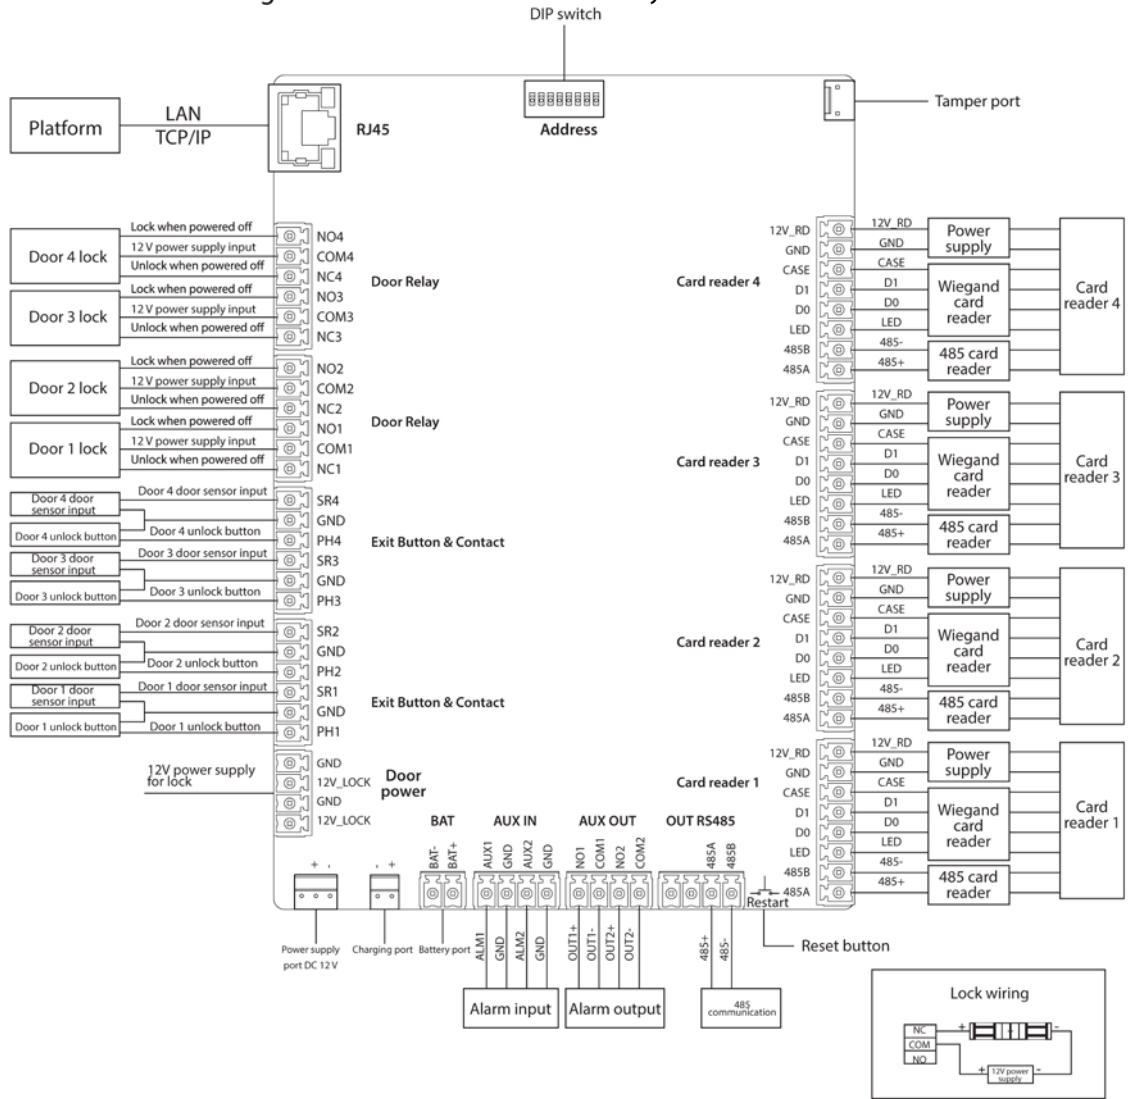 DIP switch
Platform
LAN
TCP/IP
RJ45
Address
Tamper port
Door 4 lock
Lock when powered off
12 V power supply input
Unlock when powered off
NO4
COM4
NC4
Door 3 lock
Lock when powered off
12 V power supply input
Unlock when powered off
NO3
COM3
NC3
Door Relay
Door 2 lock
Lock when powered off
12 V power supply input
Unlock when powered off
NO2
COM2
NC2
Door 1 lock
Lock when powered off
12 V power supply input
Unlock when powered off
NO1
COM1
NC1
Door Relay
Door 4 door
sensor input
Door 4 unlock button
Door 4 door sensor input
Door 4 unlock button
SR4
GND
PH4
Door 3 door
sensor input
Door 3 unlock button
Door 3 door sensor input
Door 3 unlock button
SR3
GND
PH3
Exit Button & Contact
Door 2 door
sensor input
Door 2 unlock button
Door 2 door sensor input
Door 2 unlock button
SR2
GND
PH2
Door 1 door
sensor input
Door 1 unlock button
Door 1 door sensor input
Door 1 unlock button
SR1
GND
PH1
Exit Button & Contact
12V power supply
for lock
GND
12V_LOCK
GND
12V_LOCK
Door
power
Card reader 4
12V_RD
GND
CASE
D1
D0
LED
485B
485A
12V_RD
GND
CASE
D1
D0
LED
485-
485+
Power
supply
Wiegand
card
reader
485 card
reader
Card
reader 4
Card reader 3
12V_RD
GND
CASE
D1
D0
LED
485B
485A
12V_RD
GND
CASE
D1
D0
LED
485-
485+
Power
supply
Wiegand
card
reader
485 card
reader
Card
reader 3
Card reader 2
12V_RD
GND
CASE
D1
D0
LED
485B
485A
12V_RD
GND
CASE
D1
D0
LED
485-
485+
Power
supply
Wiegand
card
reader
485 card
reader
Card
reader 2
Card reader 1
12V_RD
GND
CASE
D1
D0
LED
485B
485A
12V_RD
GND
CASE
D1
D0
LED
485-
485+
Power
supply
Wiegand
card
reader
485 card
reader
Card
reader 1
BAT
AUX IN
AUX OUT
OUT RS485
+ -
- +
BAT-
BAT+
AUX1
GND
AUX2
GND
NO1
COM1
NO2
COM2
485A
485B
Restart
Reset button
Power supply
port DC 12 V
Charging port
Battery port
ALM1
GND
ALM2
GND
OUT1+
OUT1-
OUT2+
OUT2-
485+
485-
Alarm input
Alarm output
485
communication
Lock wiring
NC
COM
NO
+ -
+ -
12V power
supply